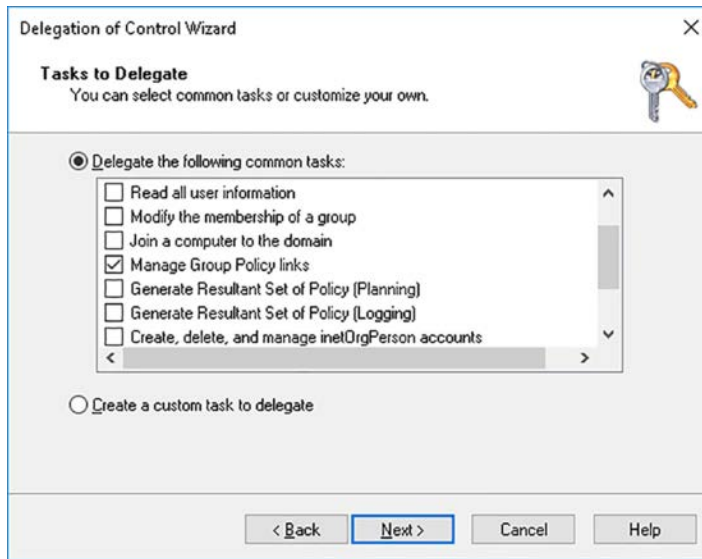 Delegation of Control Wizard
Tasks to Delegate
You can select common tasks or customize your own.
Delegate the following common tasks:
Read all user information
Modify the membership of a group
Join a computer to the domain
Manage Group Policy links
Generate Resultant Set of Policy (Planning)
Generate Resultant Set of Policy (Logging)
Create, delete, and manage inetOrgPerson accounts
Create a custom task to delegate
< Back Next > Cancel Help